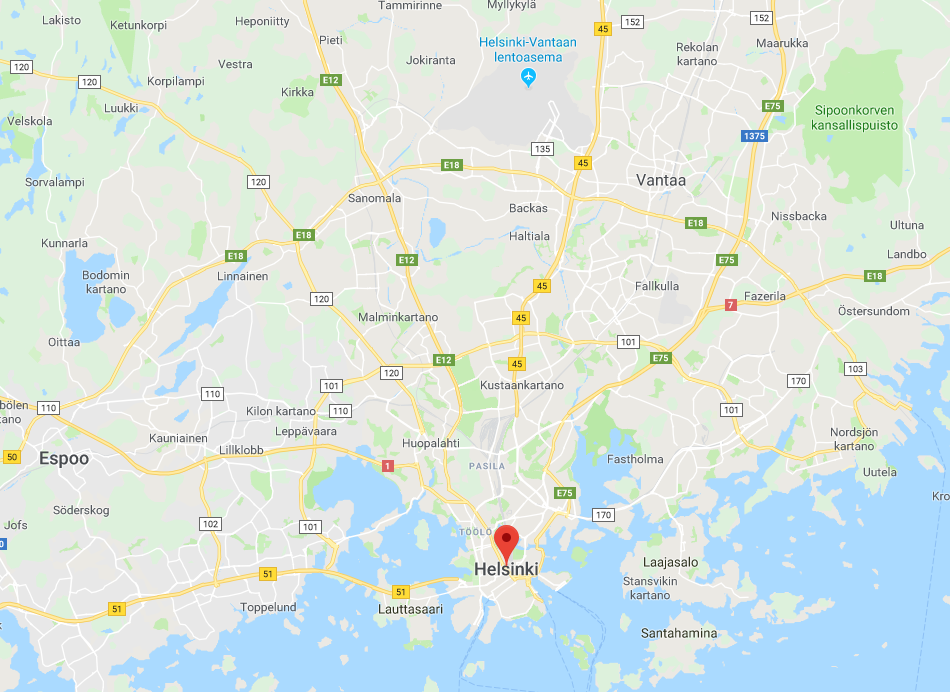 Tammirinne
Myllykylä
Lakisto
Ketunkorpi
Heponiitty
152
152
45
Pieti
Helsinki-Vantaan
lentoasema
Rekolan
kartano
Maarukka
Jokiranta
Vestra
120
120
Korpilampi
E12
Kirkka
Luukki
E75
Sipoonkorven
kansallispuisto
Velskola
1375
135
45
E18
Sorvalampi
120
Vantaa
Sanomala
Backas
Nissbacka
E18
Ultuna
E18
Haltiala
Kunnarla
E18
E12
E75
Landbo
Bodomin
kartano
Linnainen
E18
45
Fallkulla
Fazerila
120
7
Malminkartano
45
Östersundom
Oittaa
101
E12
E75
45
103
120
170
101
Kustaankartano
110
bölen
ano
110
Kilon kartano
110
101
Leppävaara
Kauniainen
Huopalahti
Nordsjön
kartano
Lillklobb
50
Espoo
1
PASILA
Fastholma
Uutela
E75
Kro
Söderskog
170
Jofs
102
101
TÖÖLÖ
0
Helsinki
Laajasalo
51
Stansvikin
kartano
51
51
Toppelund
Lauttasaari
Santahamina